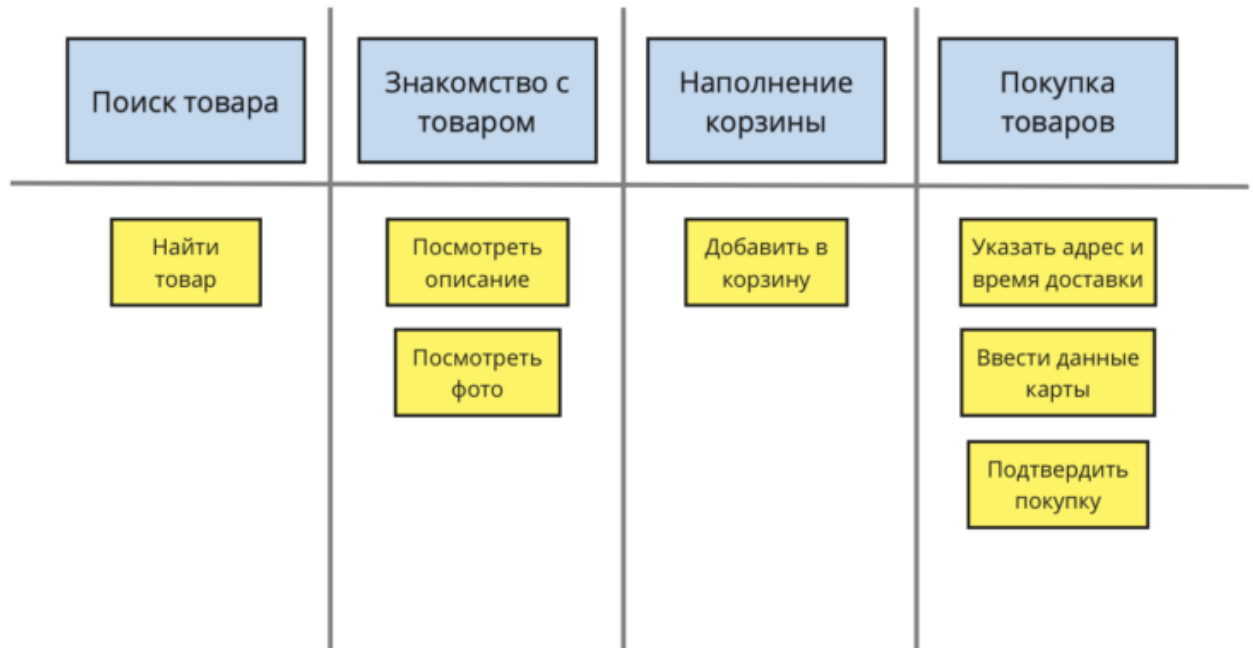 Поиск товара
Знакомство с
товаром
Наполнение
корзины
Покупка
товаров
Найти
товар
Посмотреть
описание
Посмотреть
фото
Добавить в
корзину
Указать адрес и
время доставки
Ввести данные
карты
Подтвердить
покупку